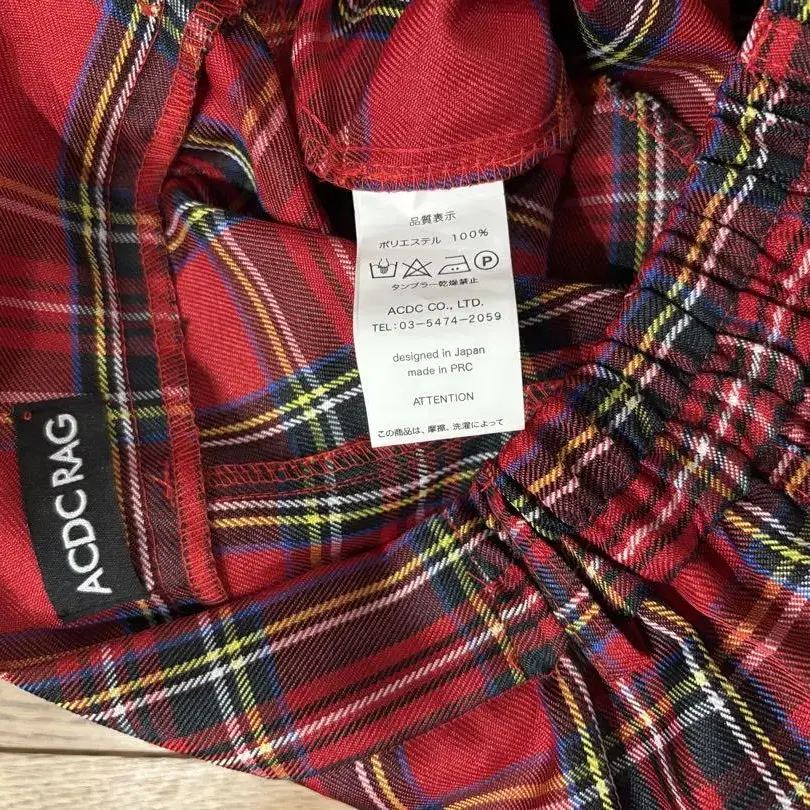 品質表示
ポリエステル 100%
P
タンブラー乾燥禁止
ACDC CO., LTD.
TEL:03-5474-2059
designed in Japan
made in PRC
ATTENTION
この商品は、摩擦、洗濯によって
ACDC RAG